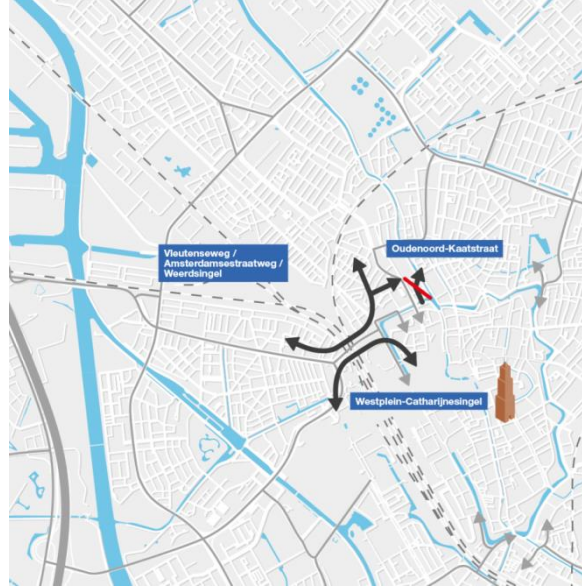 Vleutenseweg /
Amsterdamsestraatweg /
Weerdsingel
Oudenoord-Kaatstraat
Westplein-Catharijnesingel